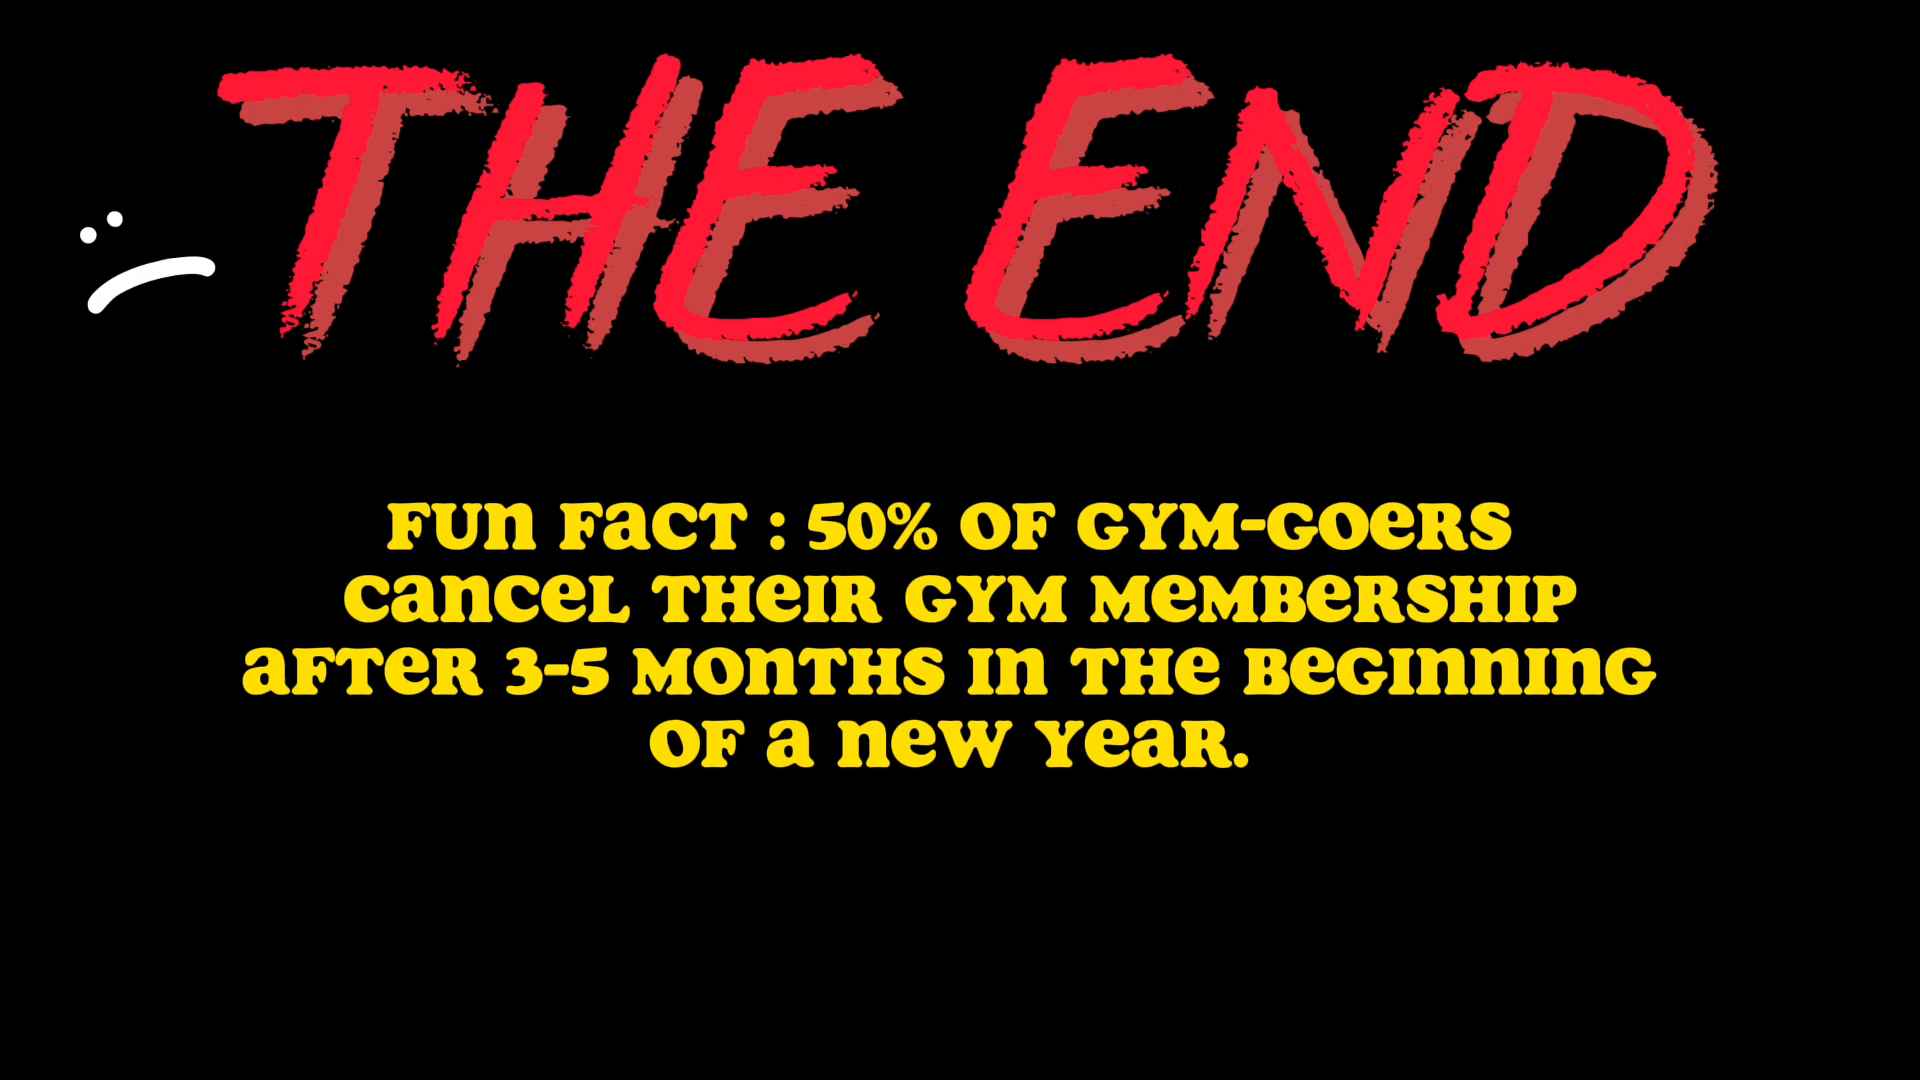 THE END
FUN FACT : 50% OF GYM-GOERS
CANCEL THEIR GYM MEMBERSHIP
AFTER 3-5 MONTHS IN THE BEGINNING
OF A NEW YEAR.